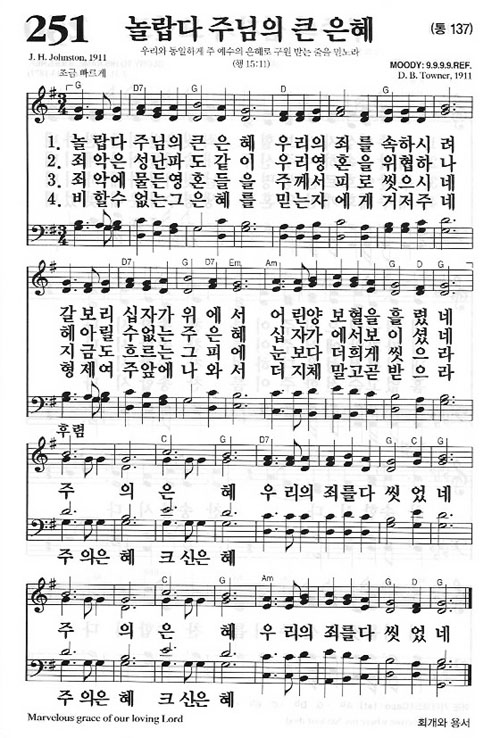 251 놀랍다 주님의 큰 은혜 (통 137)
우리와 동일하게 주 예수의 은혜로 구원 받는 줄을 믿노라
(행 15:11)
J. H. Johnston, 1911
조금 빠르게
MOODY: 9.9.9.9.REF.
D. B. Towner, 1911
G D7 G
1. 놀랍다 주님의 큰 은혜 우리의 죄를 속하시려
2. 죄악은 성난파도같이 우리영혼을 위협하나
3. 죄악에 물든영혼들을 주께서 피로 씻으시네
4. 비할수 없는그은혜를 믿는자에게 거저주네
D7 G D7 Em Am G D G
갈보리 십자가 위에서 어린양 보혈을 흘렸네
헤아릴 수없는 주은혜 십자가에서보이셨네
지금도 흐르는 그피에 눈보다 더희게 씻으라
형제여 주앞에 나와서 더지체 말고곧 받으라
후렴
G C G D7 G D
주의 은혜 우리의 죄를다 씻었네
주 의은 혜 크신은 혜
G C G Am G D G
주의 은혜 우리의 죄를다 씻었네
주 의은 혜 크신은 혜
Marvelous grace of our loving Lord
회개와 용서